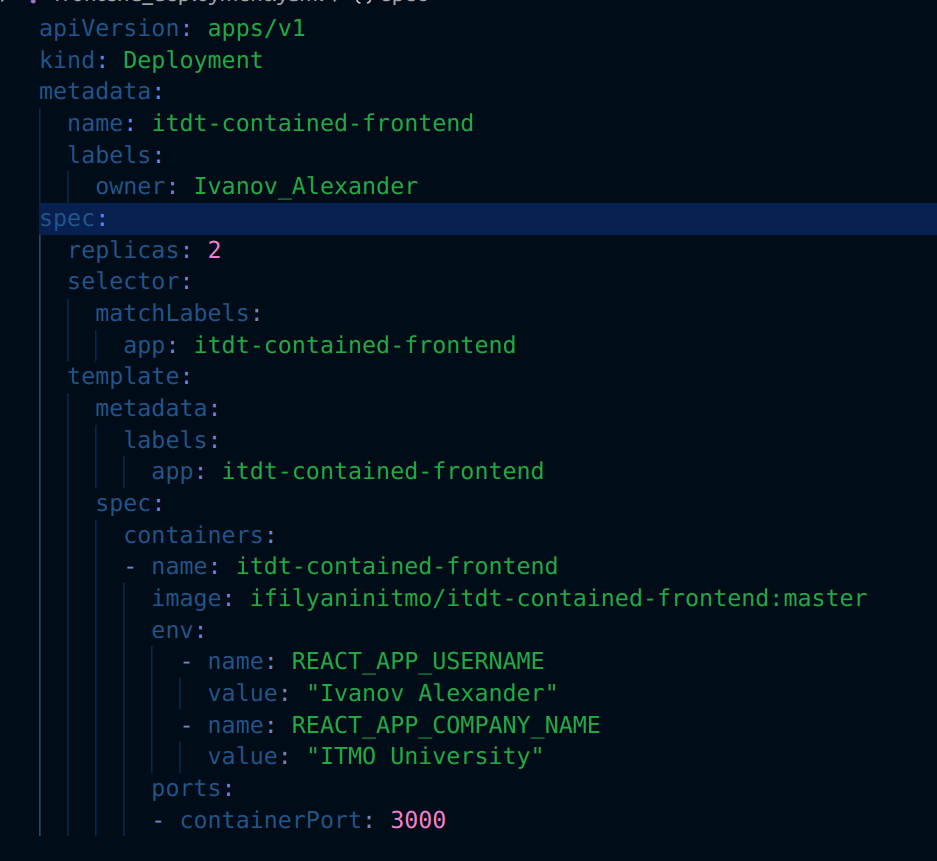 apiVersion: apps/v1
kind: Deployment
metadata:
  name: itdt-contained-frontend
  labels:
    owner: Ivanov_Alexander
spec:
  replicas: 2
  selector:
    matchLabels:
      app: itdt-contained-frontend
  template:
    metadata:
      labels:
        app: itdt-contained-frontend
    spec:
      containers:
      - name: itdt-contained-frontend
        image: ifilyaninitmo/itdt-contained-frontend:master
        env:
          - name: REACT_APP_USERNAME
            value: "Ivanov Alexander"
          - name: REACT_APP_COMPANY_NAME
            value: "ITMO University"
        ports:
        - containerPort: 3000